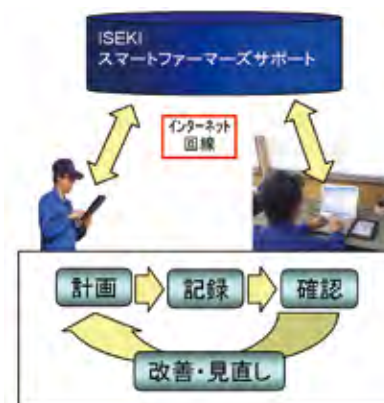 ISEKI
スマートファーマーズサポート
インターネット
回線
計画
記録
確認
改善・見直し